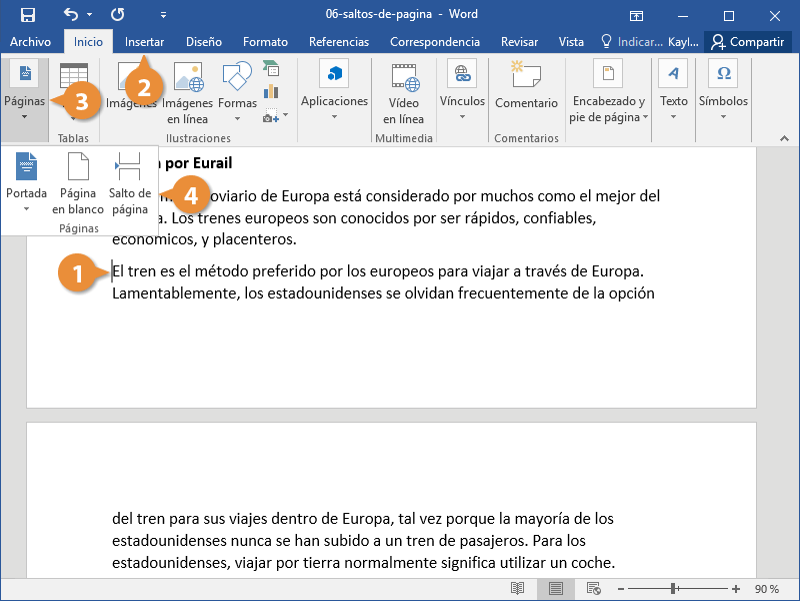 06-saltos-de-pagina - Word
Archivo Inicio Insertar Diseño Formato Referencias Correspondencia Revisar Vista Indicar... Kayl... Compartir
Páginas
3
Imágenes
2
Imágenes
en línea
Formas
Aplicaciones
Vídeo
en línea
Vínculos
Comentario
Encabezado y
pie de página
Texto
Símbolos
Tablas Ilustraciones Multimedia Comentarios
Portada
Página
en blanco
Salto de
página
4
Páginas
por Eurail
oviario de Europa está considerado por muchos como el mejor del
. Los trenes europeos son conocidos por ser rápidos, confiables,
económicos, y placenteros.
1
El tren es el método preferido por los europeos para viajar a través de Europa.
Lamentablemente, los estadounidenses se olvidan frecuentemente de la opción
del tren para sus viajes dentro de Europa, tal vez porque la mayoría de los
estadounidenses nunca se han subido a un tren de pasajeros. Para los
estadounidenses, viajar por tierra normalmente significa utilizar un coche.
90 %